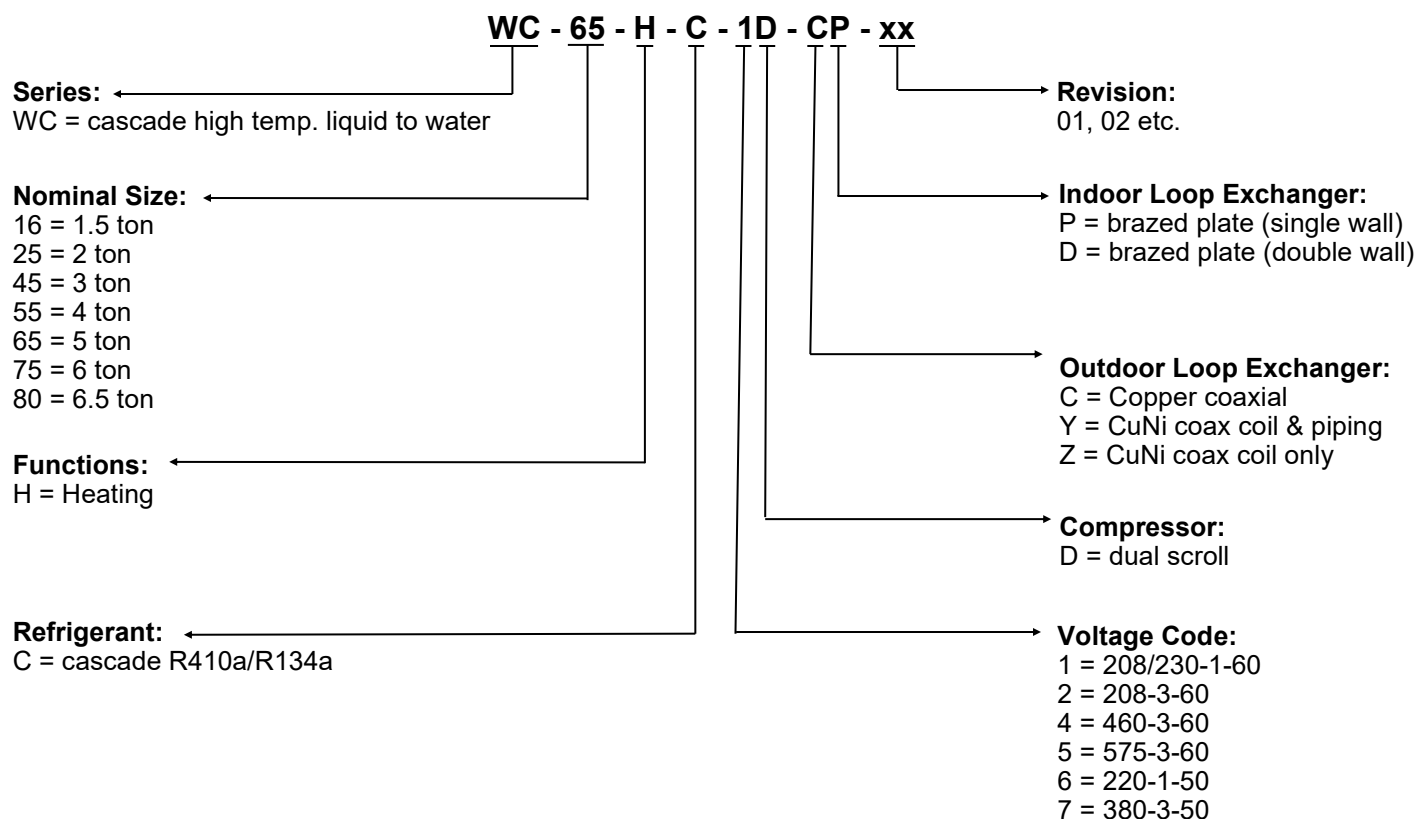 WC - 65 - H - C - 1D - CP - xx
Series:
WC = cascade high temp. liquid to water
Nominal Size:
16 = 1.5 ton
25 = 2 ton
45 = 3 ton
55 = 4 ton
65 = 5 ton
75 = 6 ton
80 = 6.5 ton
Functions:
H = Heating
Refrigerant:
C = cascade R410a/R134a
Revision:
01, 02 etc.
Indoor Loop Exchanger:
P = brazed plate (single wall)
D = brazed plate (double wall)
Outdoor Loop Exchanger:
C = Copper coaxial
Y = CuNi coax coil & piping
Z = CuNi coax coil only
Compressor:
D = dual scroll
Voltage Code:
1 = 208/230-1-60
2 = 208-3-60
4 = 460-3-60
5 = 575-3-60
6 = 220-1-50
7 = 380-3-50